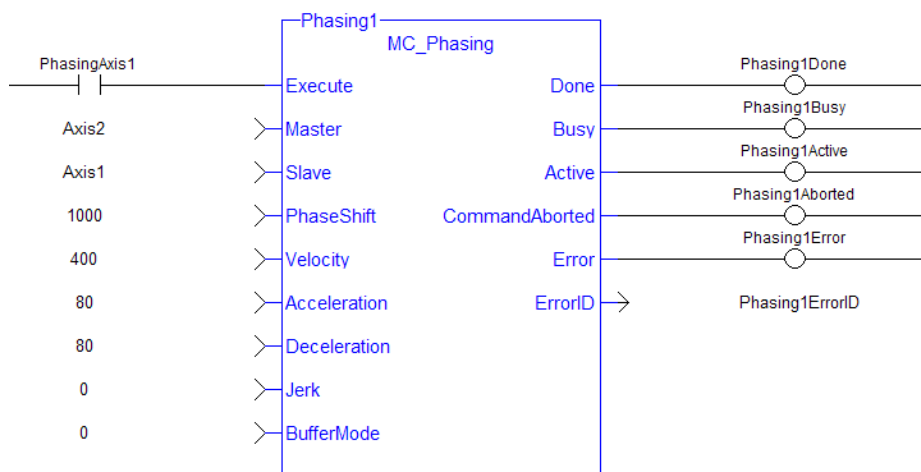 Phasing1
MC_Phasing
PhasingAxis1 Execute Done Phasing1Done
Axis2 Master Busy Phasing1Busy
Axis1 Slave Active Phasing1Active
1000 PhaseShift CommandAborted Phasing1Aborted
400 Velocity Error Phasing1Error
80 Acceleration ErrorID Phasing1ErrorID
80 Deceleration
0 Jerk
0 BufferMode